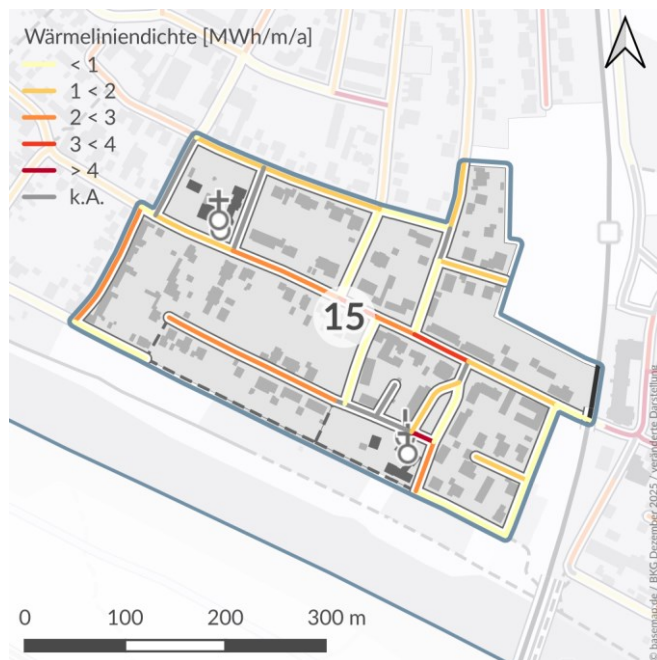 Wärmeliniendichte [MWh/m/a]
< 1
1 < 2
2 < 3
3 < 4
> 4
k.A.
15
0 100 200 300 m
© basemap.de / BKG Dezember 2025 / veränderte Darstellung